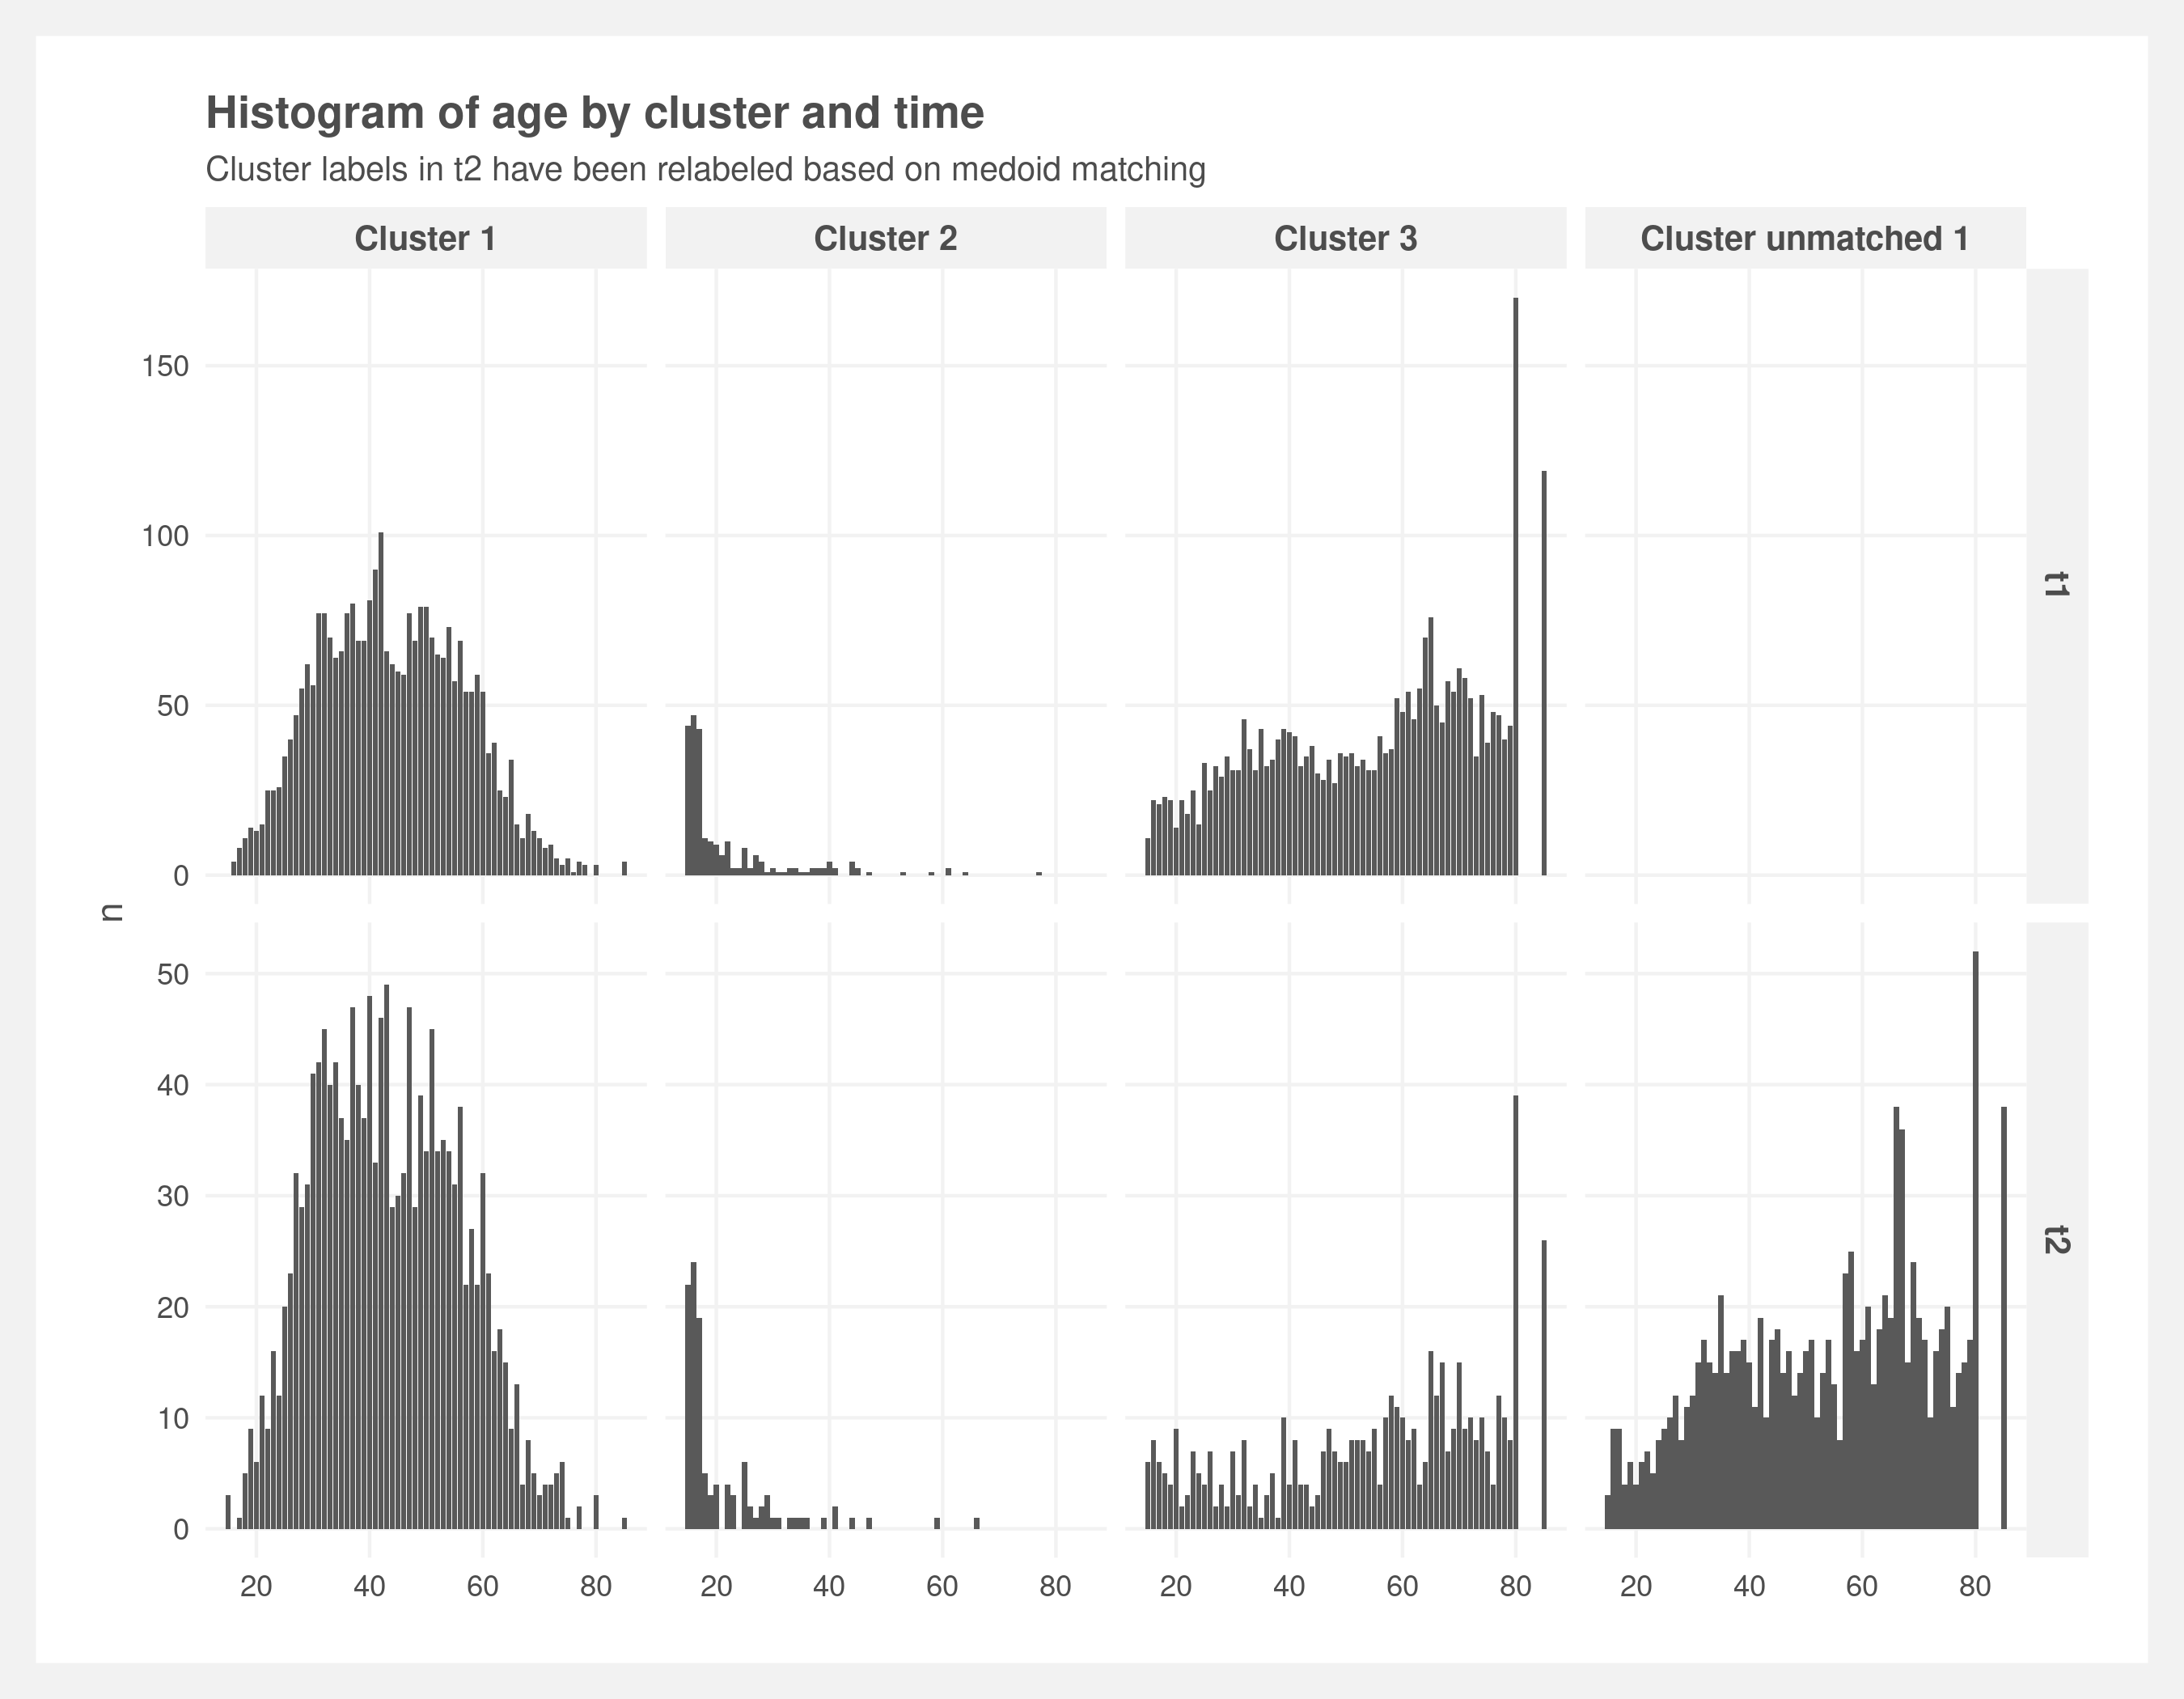 Histogram of age by cluster and time
Cluster labels in t2 have been relabeled based on medoid matching
Cluster 1
Cluster 2
Cluster 3
Cluster unmatched 1
150
100
50
0
t1
n
50
40
30
20
10
0
t2
20 40 60 80
20 40 60 80
20 40 60 80
20 40 60 80